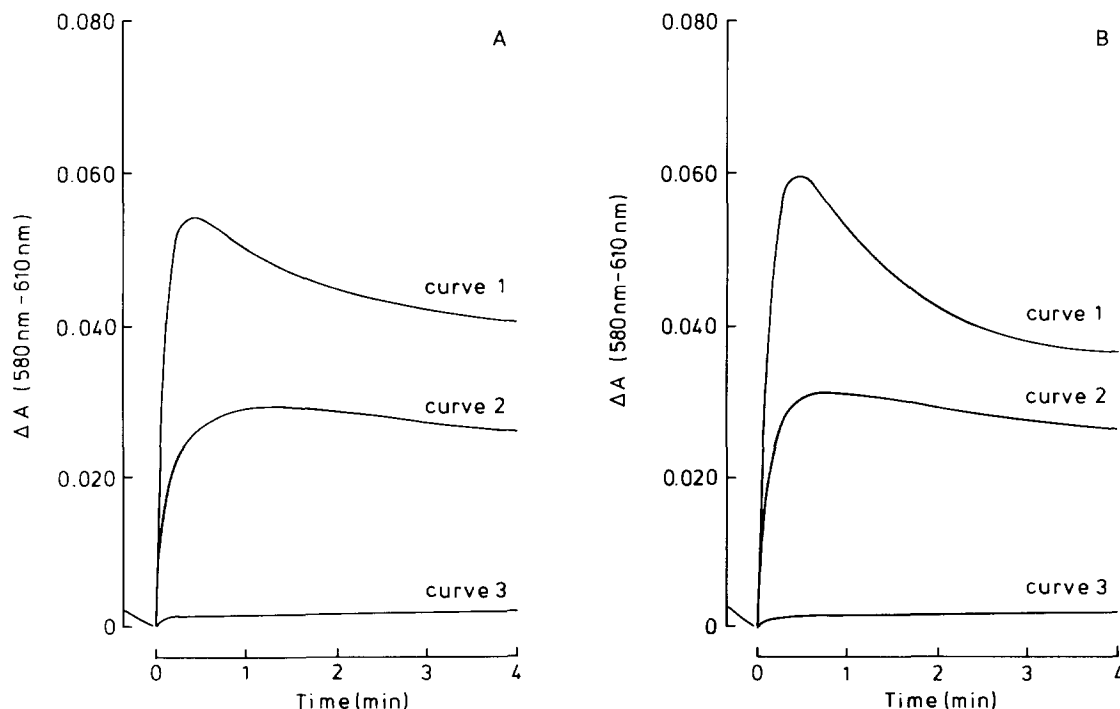 A
0.080
0.060
0.040
0.020
0
ΔA (580nm-610nm)
curve 1
curve 2
curve 3
0 1 2 3 4
Time(min)
B
0.080
0.060
0.040
0.020
0
ΔA (580nm-610nm)
curve 1
curve 2
curve 3
0 1 2 3 4
Time(min)